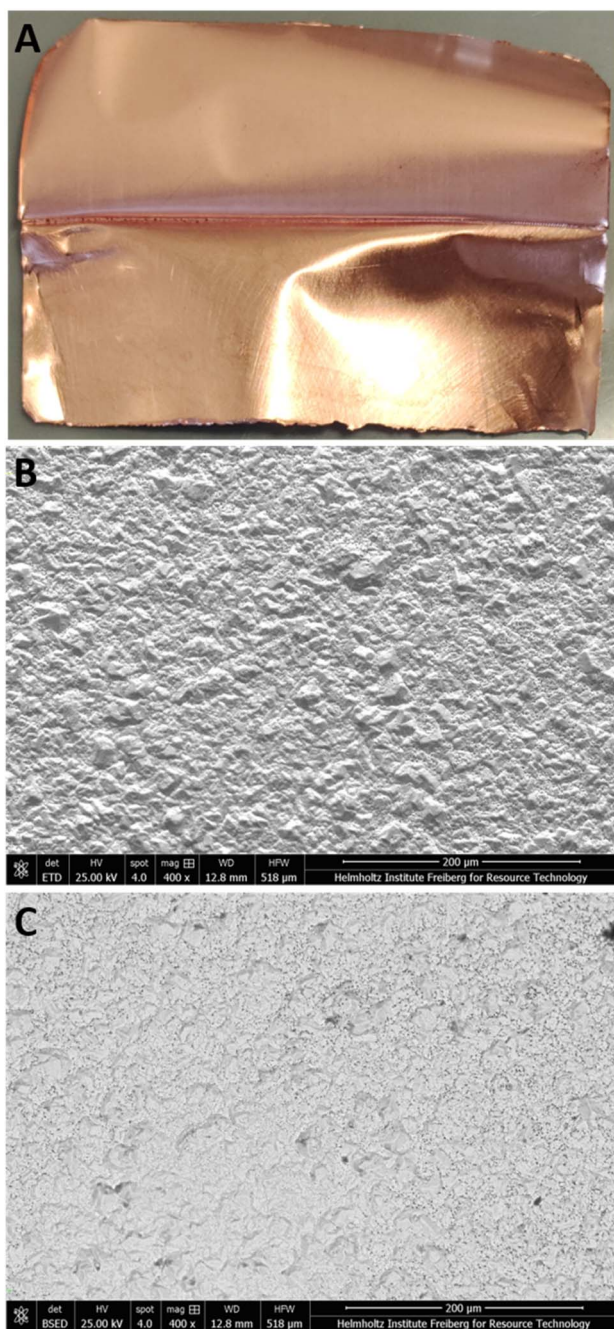 A
B
det HV spot mag WD HFW 200 µm
ETD 25.00 kV 4.0 400 x 12.8 mm 518 µm Helmholtz Institute Freiberg for Resource Technology
C
det HV spot mag WD HFW 200 µm
BSED 25.00 kV 4.0 400 x 12.8 mm 518 µm Helmholtz Institute Freiberg for Resource Technology